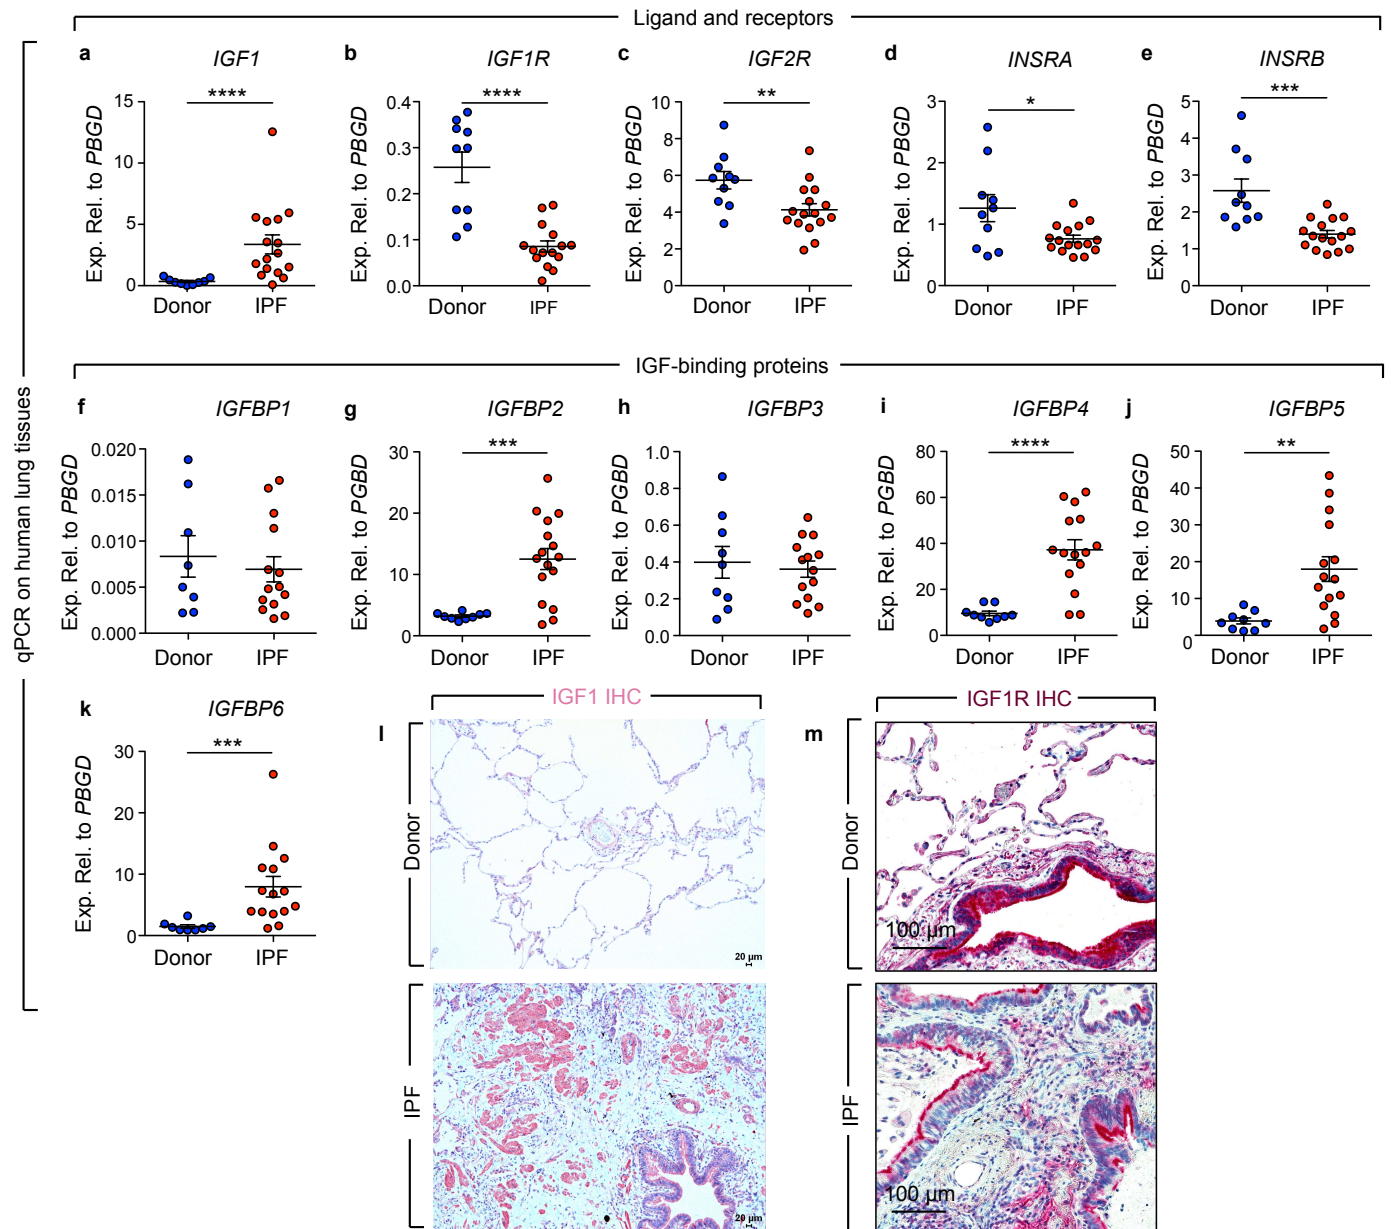 Ligand and receptors
qPCR on human lung tissues
a IGF1
****
Exp. Rel. to PBGD
15
10
5
0
Donor IPF
b IGF1R
****
Exp. Rel. to PBGD
0.4
0.3
0.2
0.1
0.0
Donor IPF
c IGF2R
**
Exp. Rel. to PBGD
10
8
6
4
2
0
Donor IPF
d INSRA
*
Exp. Rel. to PBGD
3
2
1
0
Donor IPF
e INSRB
***
Exp. Rel. to PBGD
5
4
3
2
1
0
Donor IPF
IGF-binding proteins
f IGFBP1
Exp. Rel. to PBGD
0.020
0.015
0.010
0.005
0.000
Donor IPF
g IGFBP2
***
Exp. Rel. to PGBD
30
20
10
0
Donor IPF
h IGFBP3
Exp. Rel. to PGBD
1.0
0.8
0.6
0.4
0.2
0.0
Donor IPF
i IGFBP4
****
Exp. Rel. to PGBD
80
60
40
20
0
Donor IPF
j IGFBP5
**
Exp. Rel. to PBGD
50
40
30
20
10
0
Donor IPF
k IGFBP6
***
Exp. Rel. to PBGD
30
20
10
0
Donor IPF
l IGF1 IHC
Donor
20 µm
IPF
20 µm
m IGF1R IHC
Donor
100 µm
IPF
100 µm